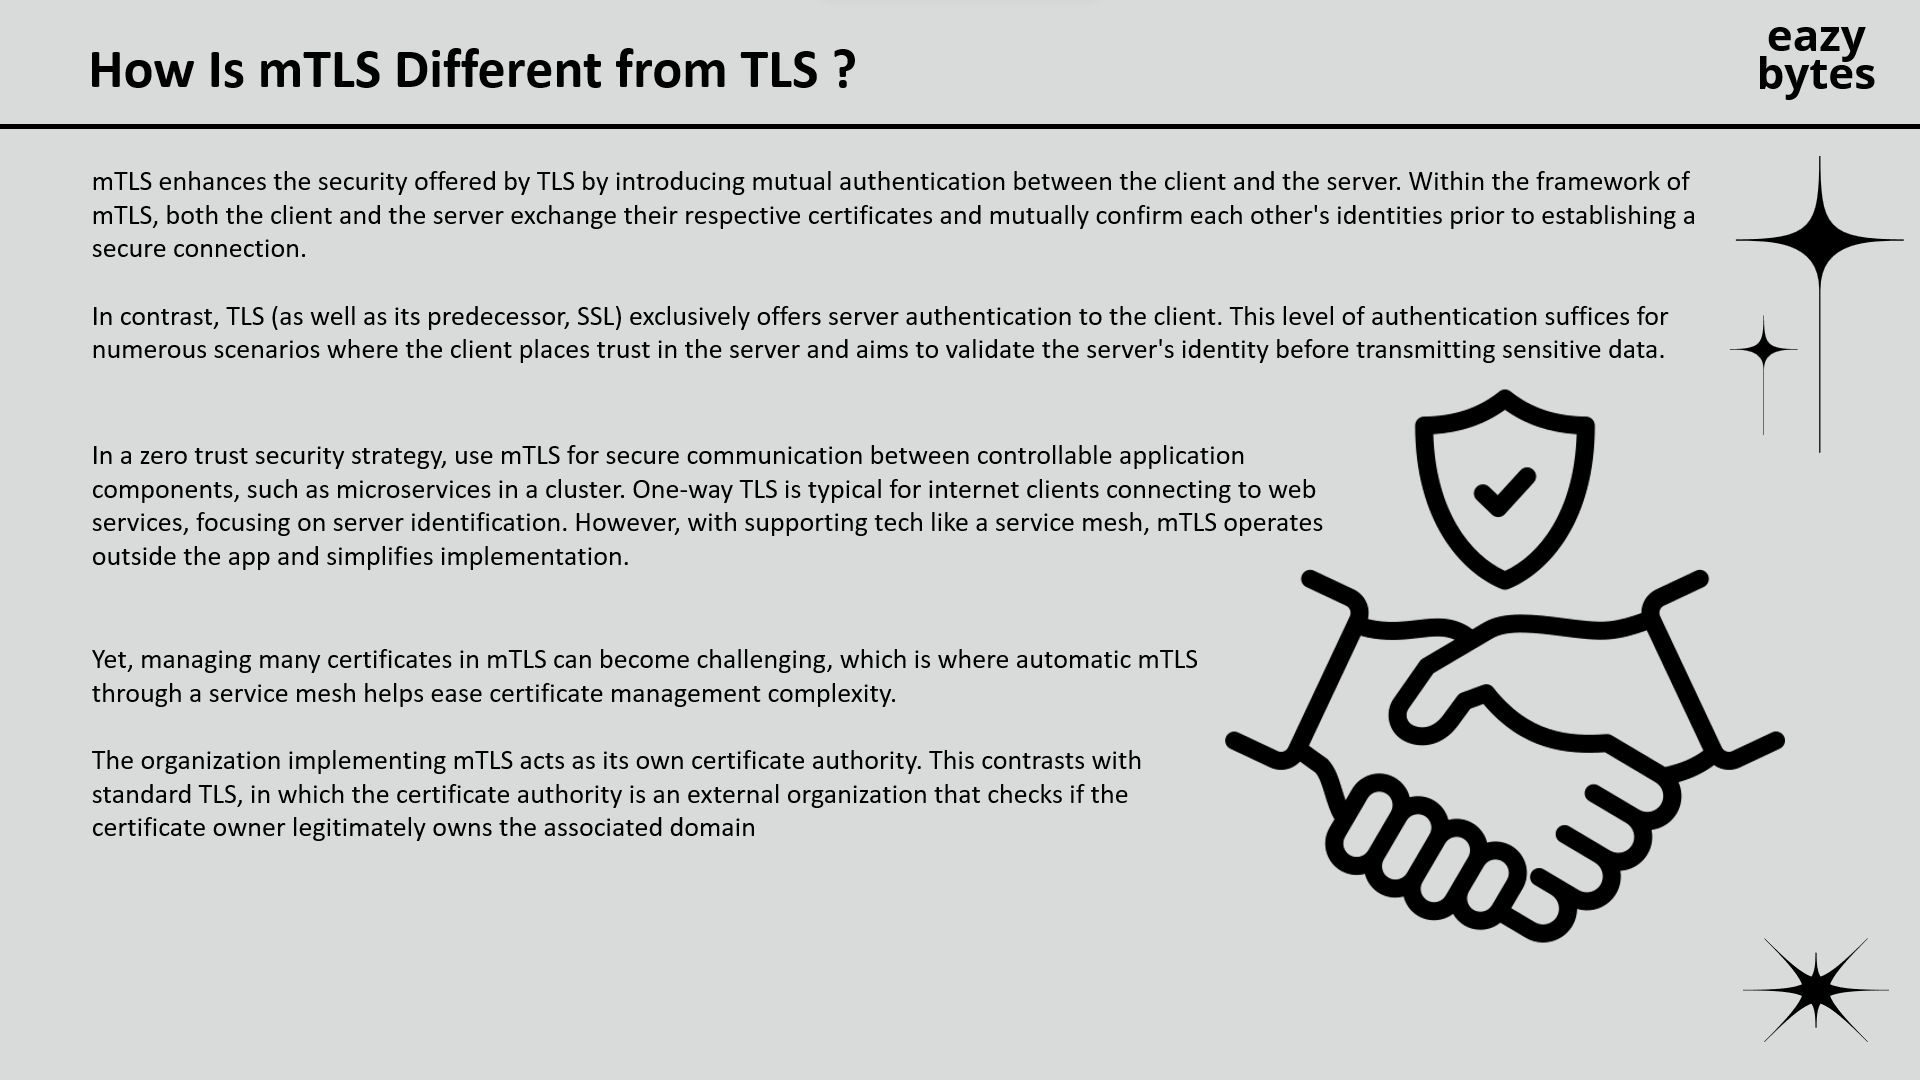 How Is mTLS Different from TLS ?
eazy
bytes
mTLS enhances the security offered by TLS by introducing mutual authentication between the client and the server. Within the framework of
mTLS, both the client and the server exchange their respective certificates and mutually confirm each other's identities prior to establishing a
secure connection.
In contrast, TLS (as well as its predecessor, SSL) exclusively offers server authentication to the client. This level of authentication suffices for
numerous scenarios where the client places trust in the server and aims to validate the server's identity before transmitting sensitive data.
In a zero trust security strategy, use mTLS for secure communication between controllable application
components, such as microservices in a cluster. One-way TLS is typical for internet clients connecting to web
services, focusing on server identification. However, with supporting tech like a service mesh, mTLS operates
outside the app and simplifies implementation.
Yet, managing many certificates in mTLS can become challenging, which is where automatic mTLS
through a service mesh helps ease certificate management complexity.
The organization implementing mTLS acts as its own certificate authority. This contrasts with
standard TLS, in which the certificate authority is an external organization that checks if the
certificate owner legitimately owns the associated domain